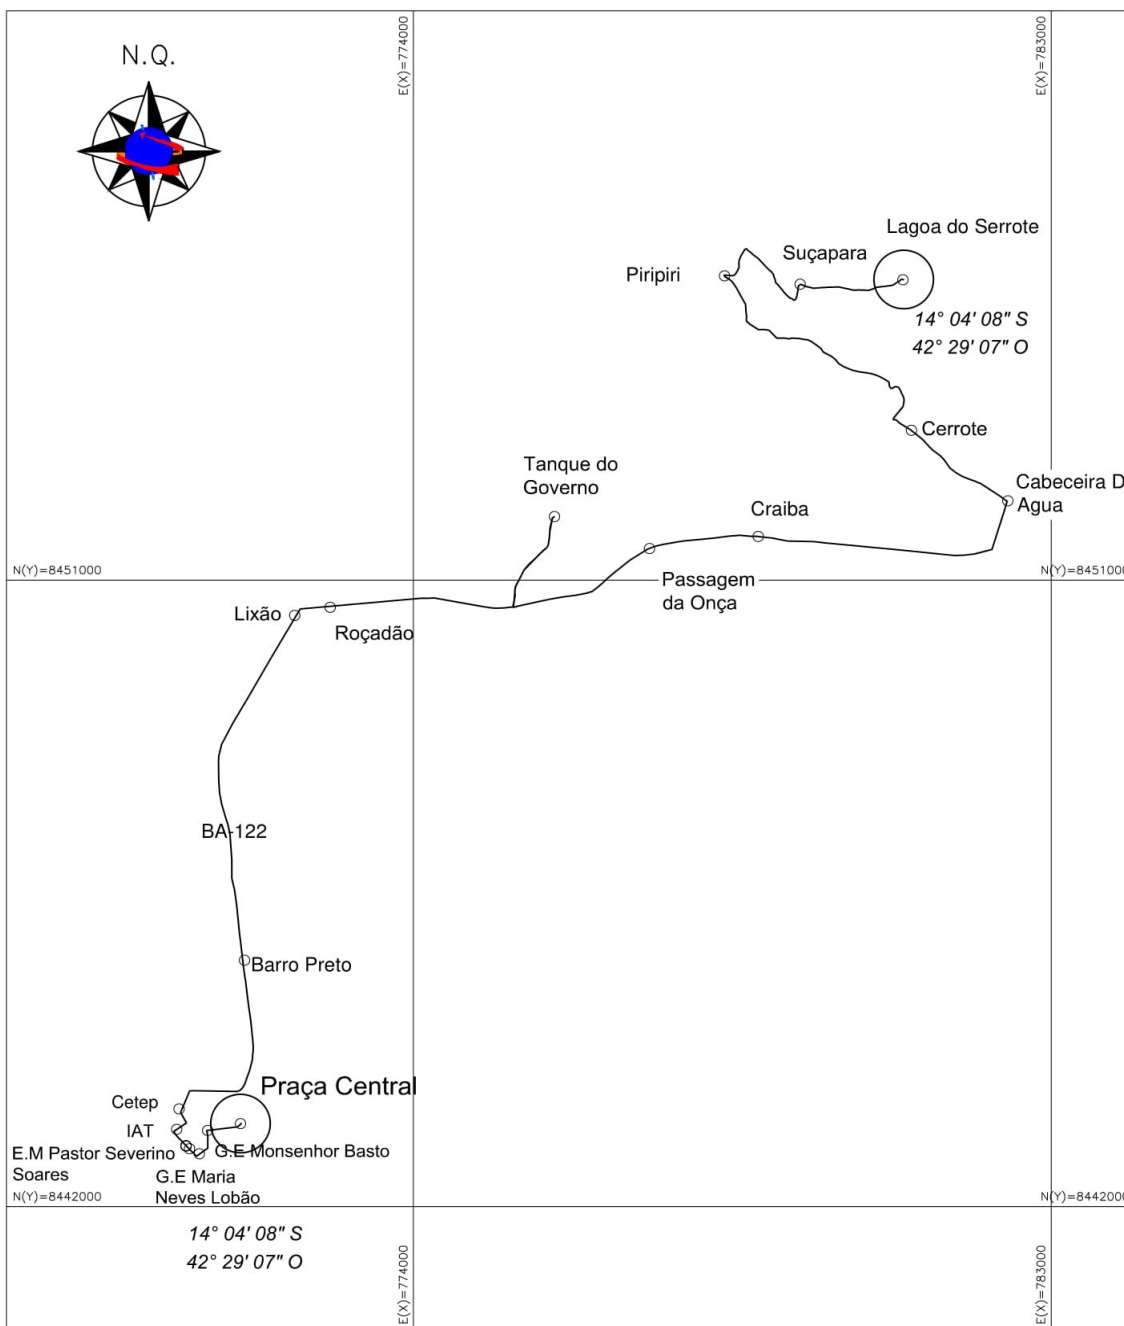 E(X)=774000
E(X)=783000
N.Q.
Lagoa do Serrote
Suçapara
Piripiri
14° 04' 08" S
42° 29' 07" O
Cerrote
Tanque do
Governo
Cabeceira D
Agua
Craiba
N(Y)=8451000
N(Y)=8451000
Passagem
da Onça
Lixão
Roçadão
BA-122
Barro Preto
Praça Central
Cetep
IAT
E.M Pastor Severino
Soares
G.E Monsenhor Basto
G.E Maria
Neves Lobão
N(Y)=8442000
N(Y)=8442000
14° 04' 08" S
42° 29' 07" O
E(X)=774000
E(X)=783000